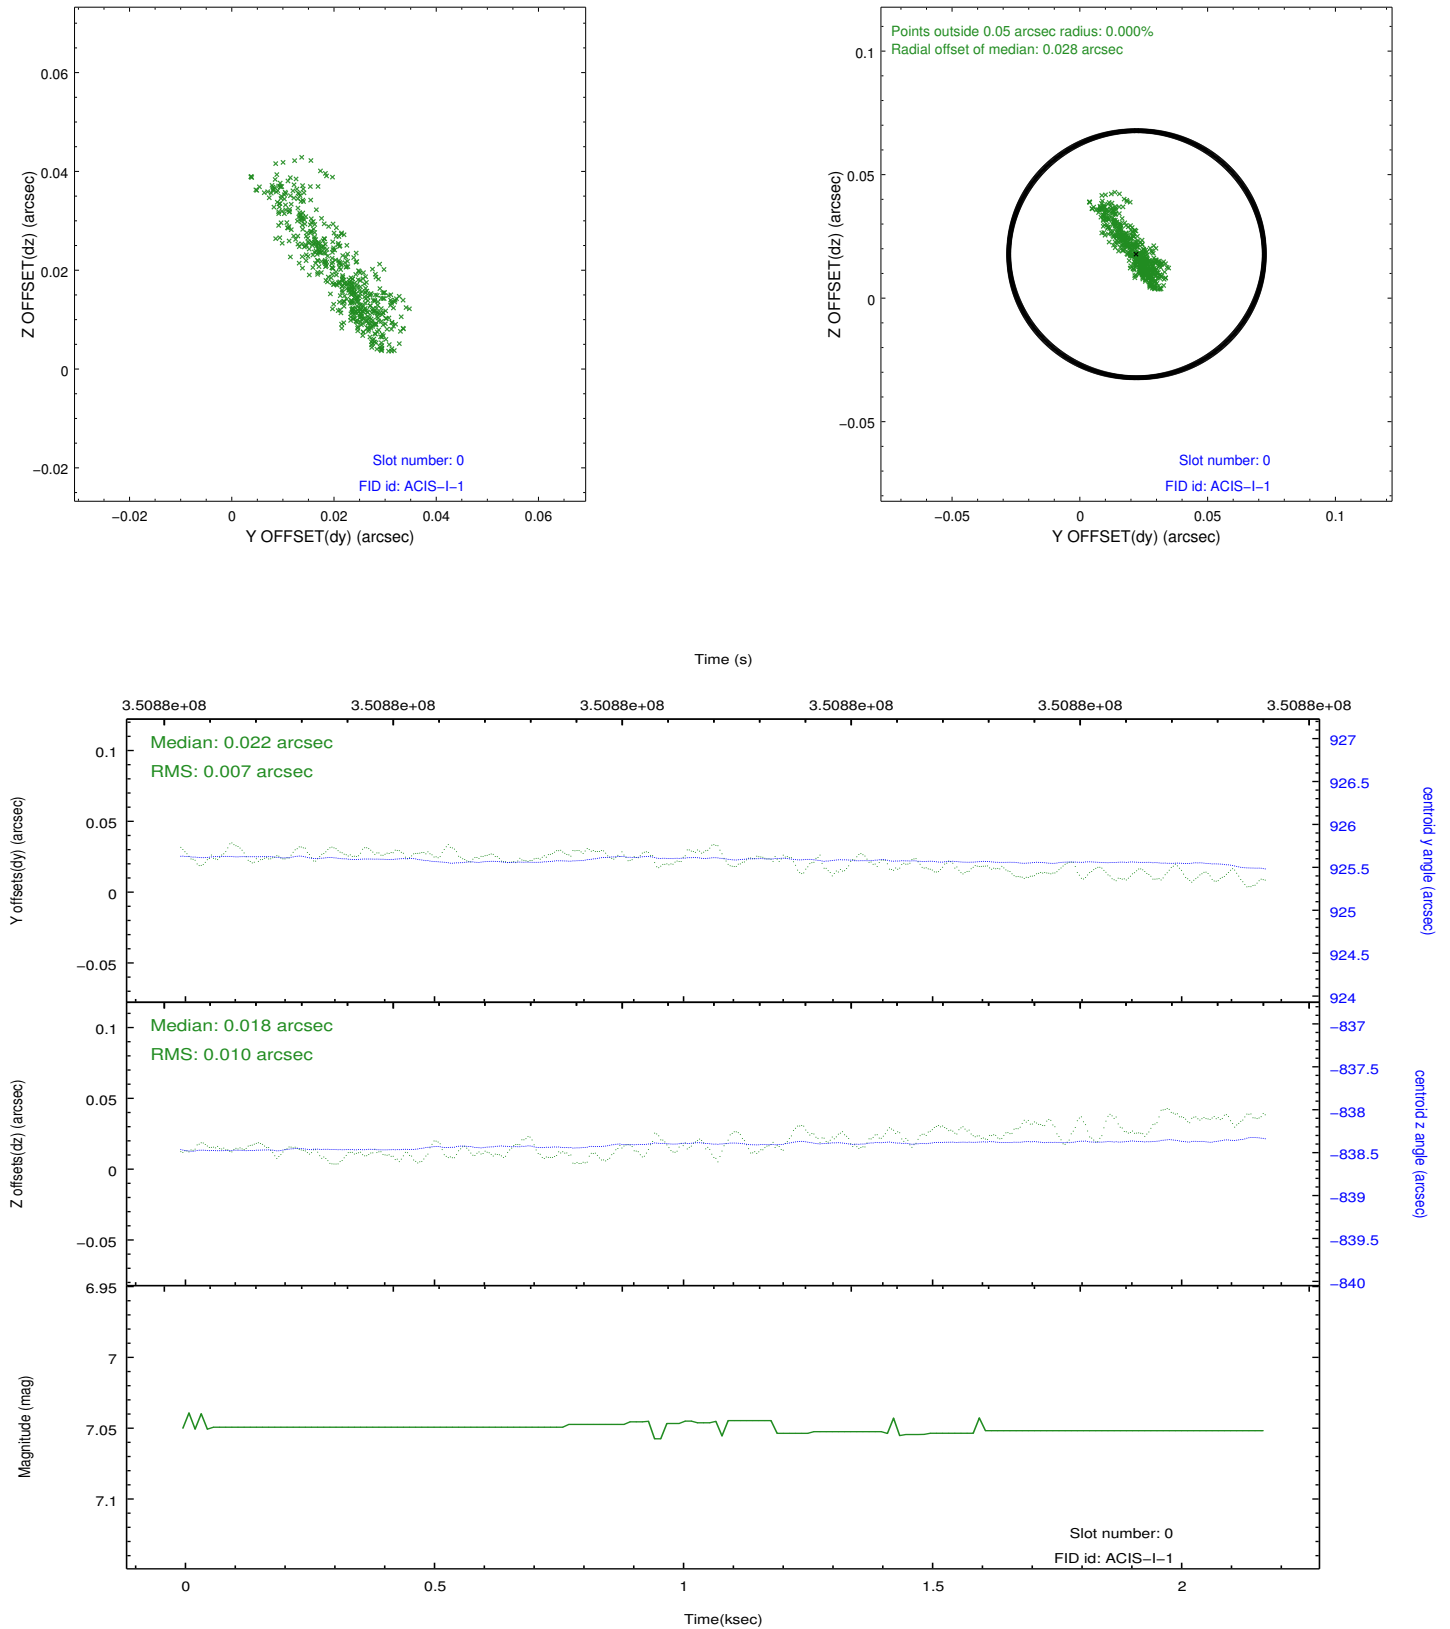 0.06
0.04
0.02
0
−0.02
Z OFFSET(dz) (arcsec)
Slot number: 0
FID id: ACIS−I−1
−0.02 0 0.02 0.04 0.06
Y OFFSET(dy) (arcsec)
Points outside 0.05 arcsec radius: 0.000%
Radial offset of median: 0.028 arcsec
0.1
0.05
0
−0.05
Z OFFSET(dz) (arcsec)
Slot number: 0
FID id: ACIS−I−1
−0.05 0 0.05 0.1
Y OFFSET(dy) (arcsec)
Time (s)
3.5088e+08 3.5088e+08 3.5088e+08 3.5088e+08 3.5088e+08 3.5088e+08
Median: 0.022 arcsec
RMS: 0.007 arcsec
0.1
0.05
0
−0.05
Y offsets(dy) (arcsec)
927
926.5
926
925.5
925
924.5
924
centroid y angle (arcsec)
Median: 0.018 arcsec
RMS: 0.010 arcsec
0.1
0.05
0
−0.05
Z offsets(dz) (arcsec)
−837
−837.5
−838
−838.5
−839
−839.5
−840
centroid z angle (arcsec)
6.95
7
7.05
7.1
Magnitude (mag)
Slot number: 0
FID id: ACIS−I−1
0 0.5 1 1.5 2
Time(ksec)